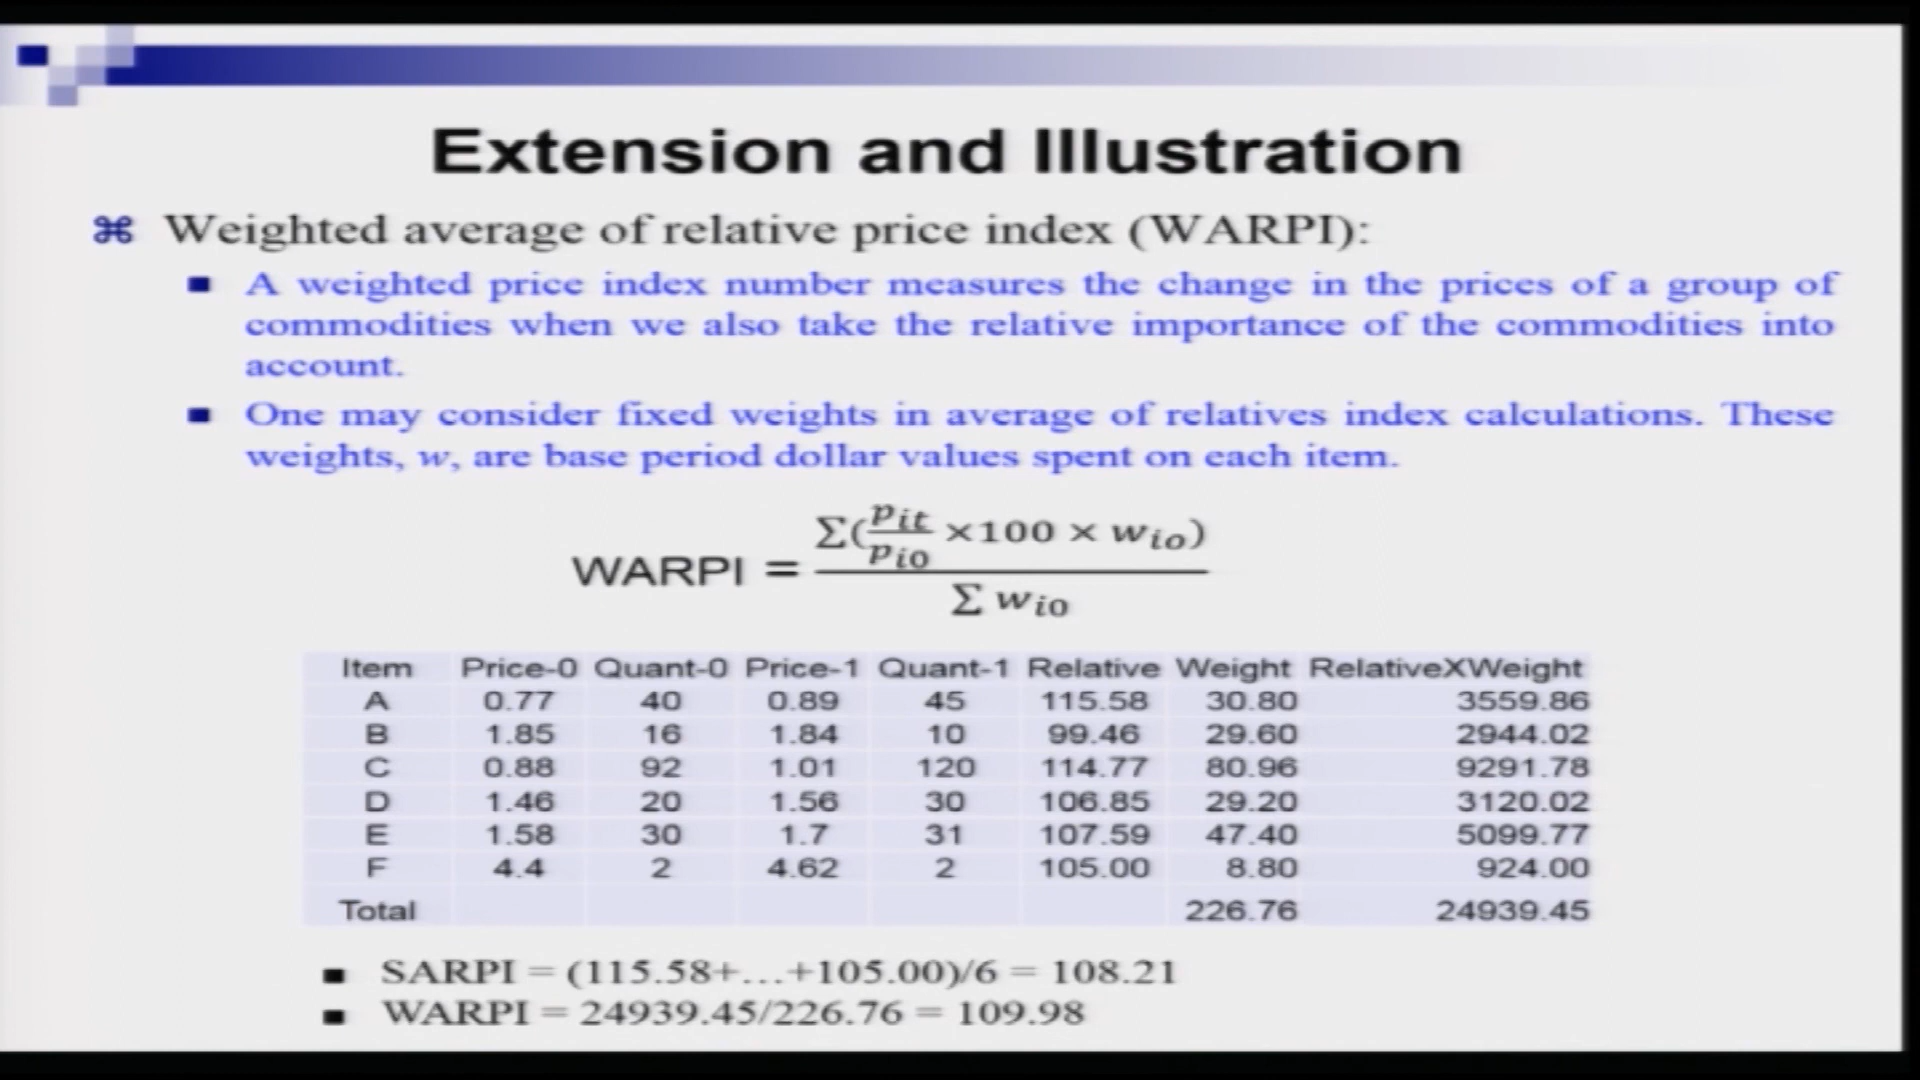 Extension and Illustration
⌘ Weighted average of relative price index (WARPI):
■ A weighted price index number measures the change in the prices of a group of
commodities when we also take the relative importance of the commodities into
account.
■ One may consider fixed weights in average of relatives index calculations. These
weights, w, are base period dollar values spent on each item.
WARPI = Σ(p_it/p_i0 ×100 × w_io) / Σ w_i0
Item Price-0 Quant-0 Price-1 Quant-1 Relative Weight RelativeXWeight
A 0.77 40 0.89 45 115.58 30.80 3559.86
B 1.85 16 1.84 10 99.46 29.60 2944.02
C 0.88 92 1.01 120 114.77 80.96 9291.78
D 1.46 20 1.56 30 106.85 29.20 3120.02
E 1.58 30 1.7 31 107.59 47.40 5099.77
F 4.4 2 4.62 2 105.00 8.80 924.00
Total 226.76 24939.45
■ SARPI = (115.58+...+105.00)/6 = 108.21
■ WARPI = 24939.45/226.76 = 109.98